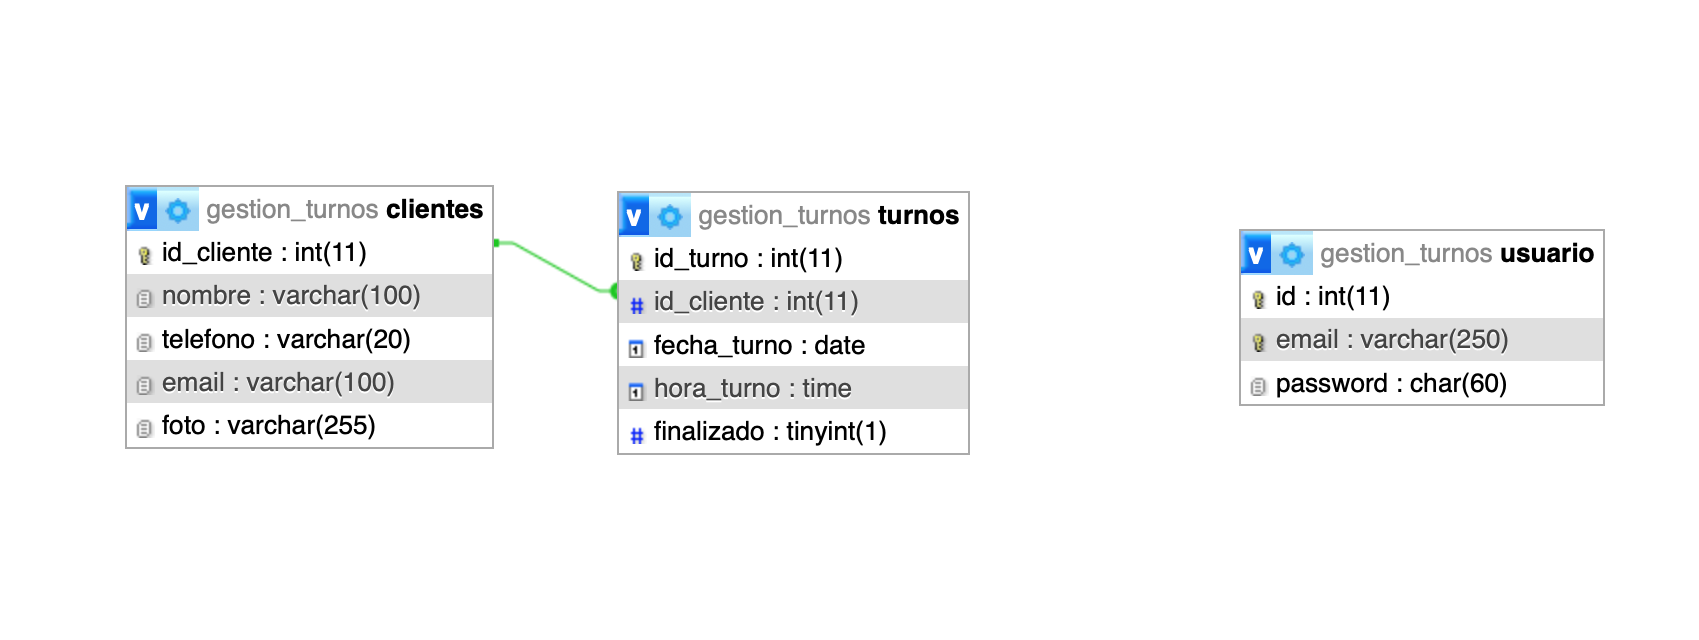 v gestion_turnos clientes
id_cliente : int(11)
nombre : varchar(100)
telefono : varchar(20)
email : varchar(100)
foto : varchar(255)
v gestion_turnos turnos
id_turno : int(11)
# id_cliente : int(11)
fecha_turno : date
hora_turno : time
# finalizado : tinyint(1)
v gestion_turnos usuario
id : int(11)
email : varchar(250)
password : char(60)